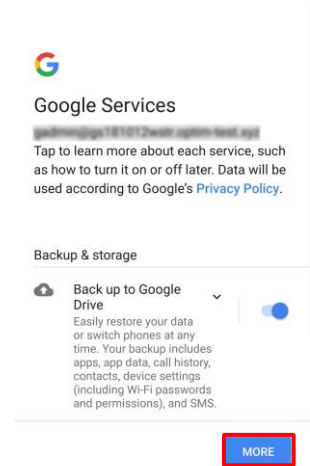 Google Services
Tap to learn more about each service, such
as how to turn it on or off later. Data will be
used according to Google's Privacy Policy.
Backup & storage
Back up to Google
Drive
Easily restore your data
or switch phones at any
time. Your backup includes
apps, app data, call history,
contacts, device settings
(including Wi-Fi passwords
and permissions), and SMS.
MORE